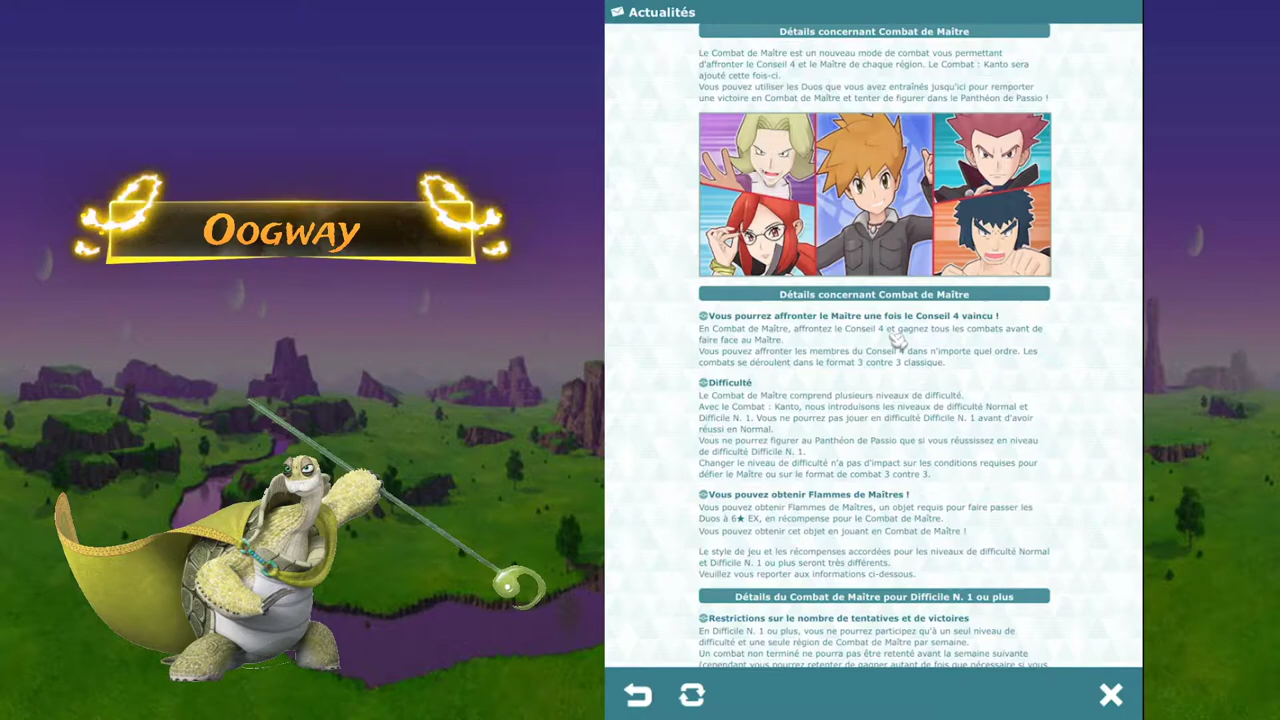 Oogway
Actualités
Détails concernant Combat de Maître
Le Combat de Maître est un nouveau mode de combat vous permettant
d'affronter le Conseil 4 et le Maître de chaque région. Le Combat : Kanto sera
ajouté cette fois-ci.
Vous pouvez utiliser les Duos que vous avez entraînés jusqu'ici pour remporter
une victoire en Combat de Maître et tenter de figurer dans le Panthéon de Passio !
Détails concernant Combat de Maître
Vous pourrez affronter le Maître une fois le Conseil 4 vaincu !
En Combat de Maître, affrontez le Conseil 4 et gagnez tous les combats avant de
faire face au Maître.
Vous pouvez affronter les membres du Conseil 4 dans n'importe quel ordre. Les
combats se déroulent dans le format 3 contre 3 classique.
Difficulté
Le Combat de Maître comprend plusieurs niveaux de difficulté.
Avec le Combat : Kanto, nous introduisons les niveaux de difficulté Normal et
Difficile N. 1. Vous ne pourrez pas jouer en difficulté Difficile N. 1 avant d'avoir
réussi en Normal.
Vous ne pourrez figurer au Panthéon de Passio que si vous réussissez en niveau
de difficulté Difficile N. 1.
Changer le niveau de difficulté n'a pas d'impact sur les conditions requises pour
défier le Maître ou sur le format de combat 3 contre 3.
Vous pouvez obtenir Flammes de Maîtres !
Vous pouvez obtenir Flammes de Maîtres, un objet requis pour faire passer les
Duos à 6★ EX, en récompense pour le Combat de Maître.
Vous pouvez obtenir cet objet en jouant en Combat de Maître !
Le style de jeu et les récompenses accordées pour les niveaux de difficulté Normal
et Difficile N. 1 ou plus seront très différents.
Veuillez vous reporter aux informations ci-dessous.
Détails du Combat de Maître pour Difficile N. 1 ou plus
Restrictions sur le nombre de tentatives et de victoires
En Difficile N. 1 ou plus, vous ne pourrez participez qu'à un seul niveau de
difficulté et une seule région de Combat de Maître par semaine.
Un combat non terminé ne pourra pas être retenté avant la semaine suivante
(cependant vous pourrez retenter de gagner autant de fois que nécessaire si vous